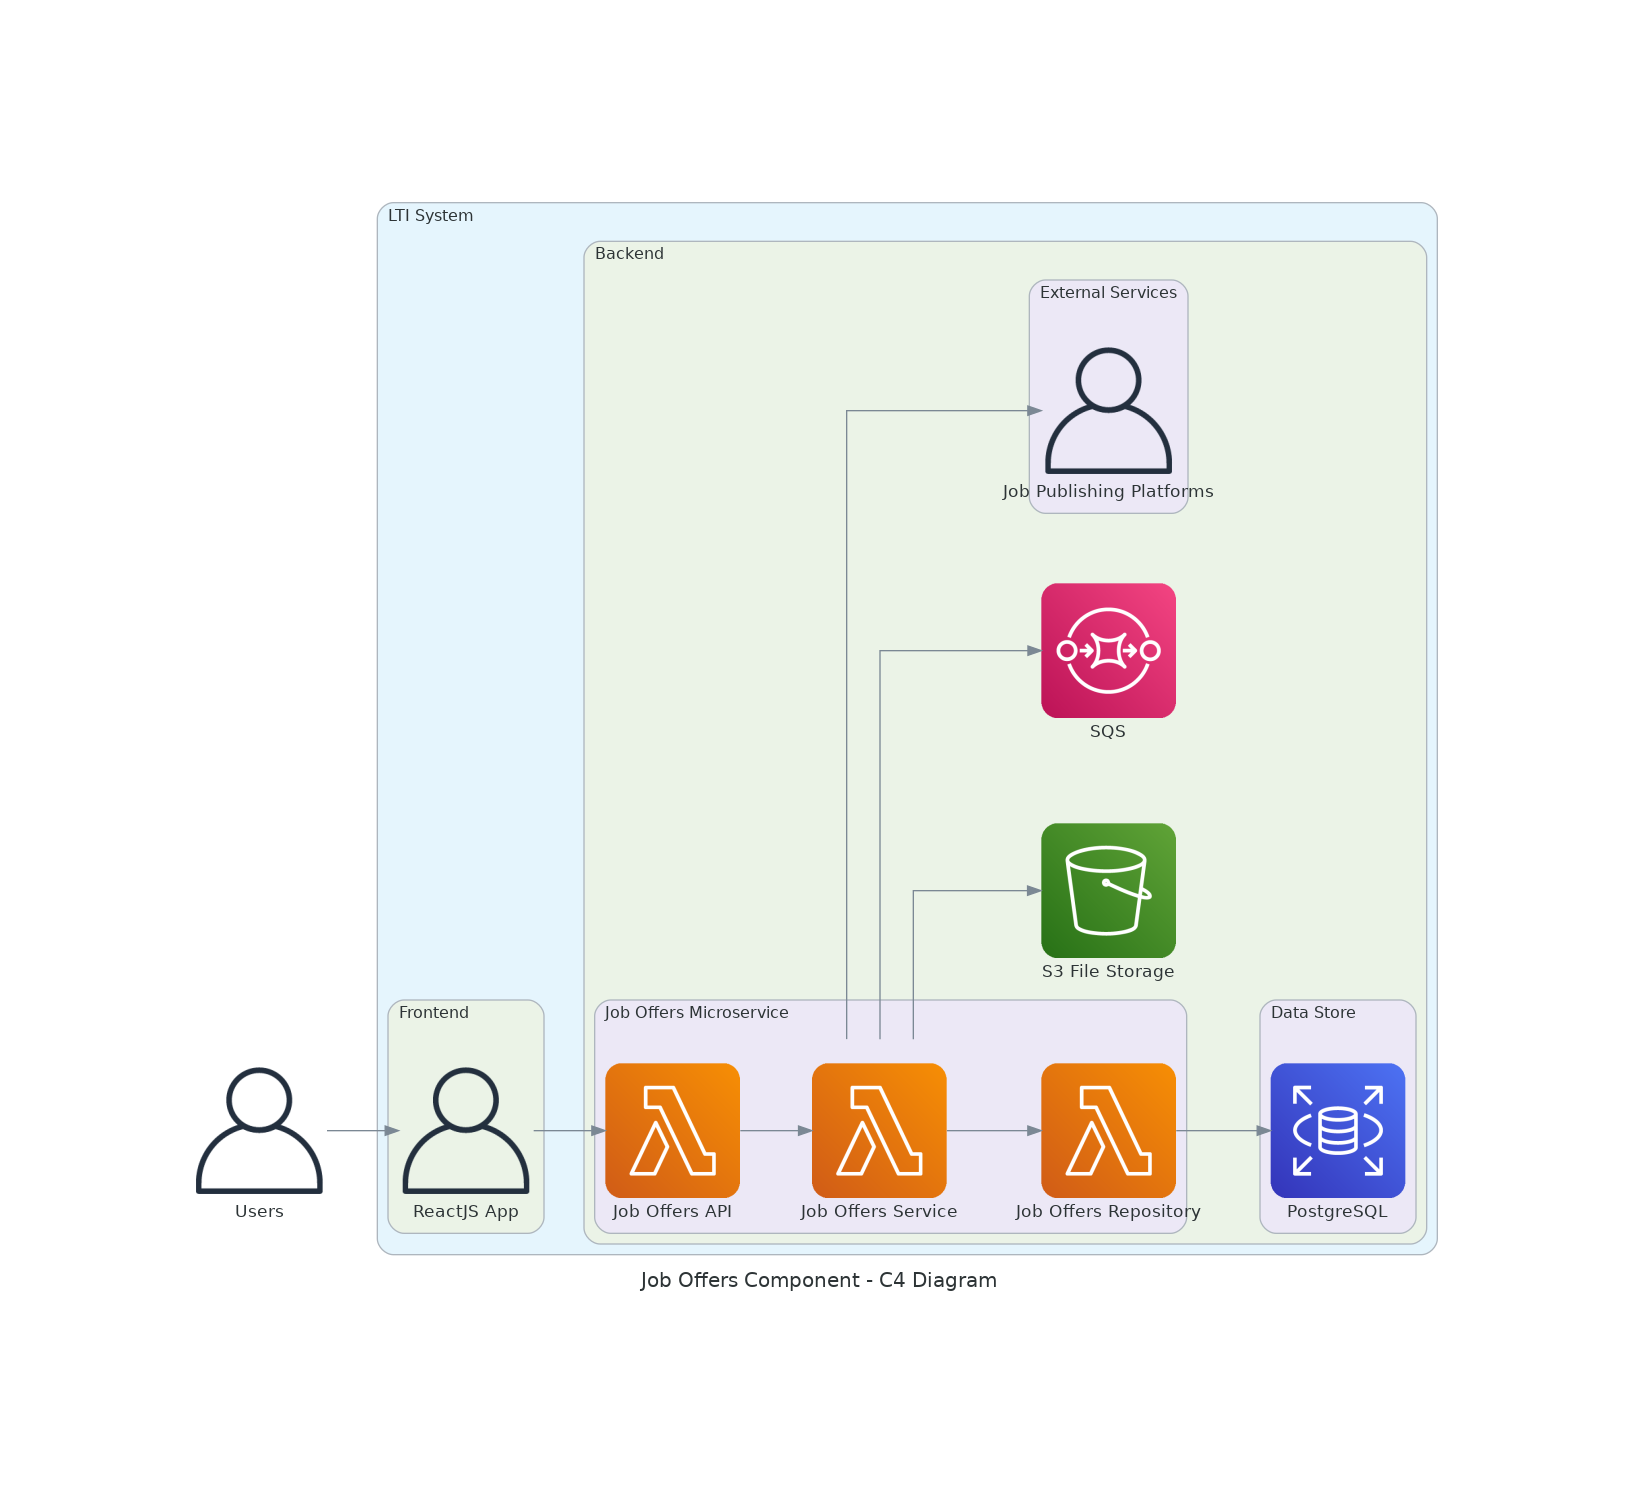 LTI System
Backend
External Services
Job Publishing Platforms
SQS
S3 File Storage
Frontend
Job Offers Microservice
Data Store
Users
ReactJS App
Job Offers API
Job Offers Service
Job Offers Repository
PostgreSQL
Job Offers Component - C4 Diagram